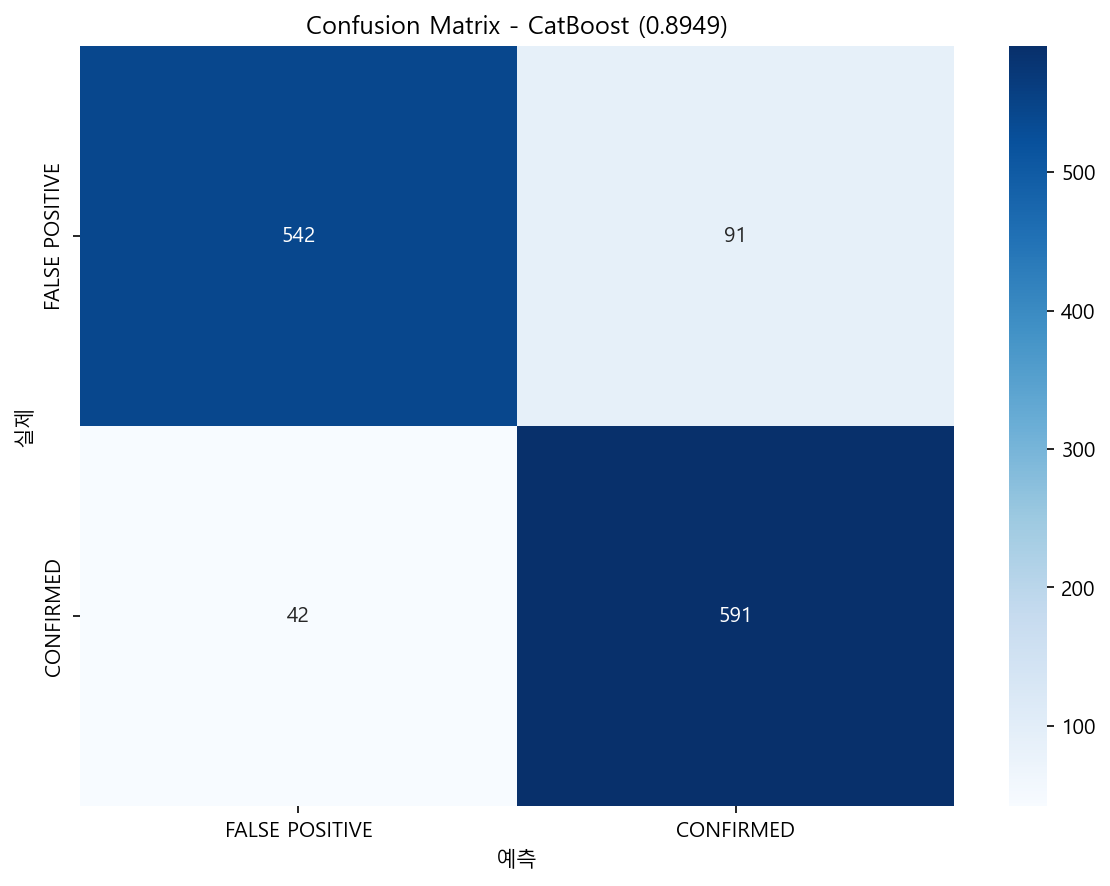 Confusion Matrix - CatBoost (0.8949)
FALSE POSITIVE
542
91
실제
CONFIRMED
42
591
FALSE POSITIVE
CONFIRMED
예측
500
400
300
200
100